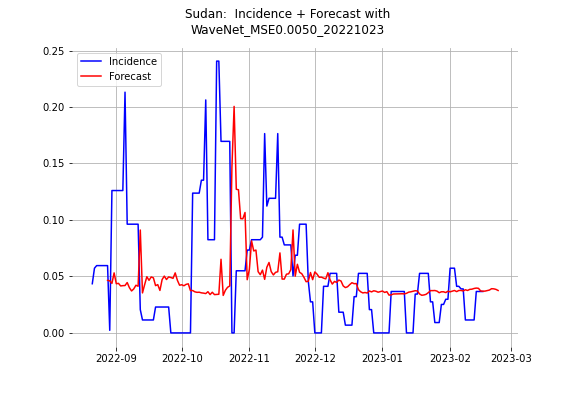 Sudan:  Incidence + Forecast with
WaveNet_MSE0.0050_20221023
0.25
Incidence
Forecast
0.20
0.15
0.10
0.05
0.00
2022-09 2022-10 2022-11 2022-12 2023-01 2023-02 2023-03